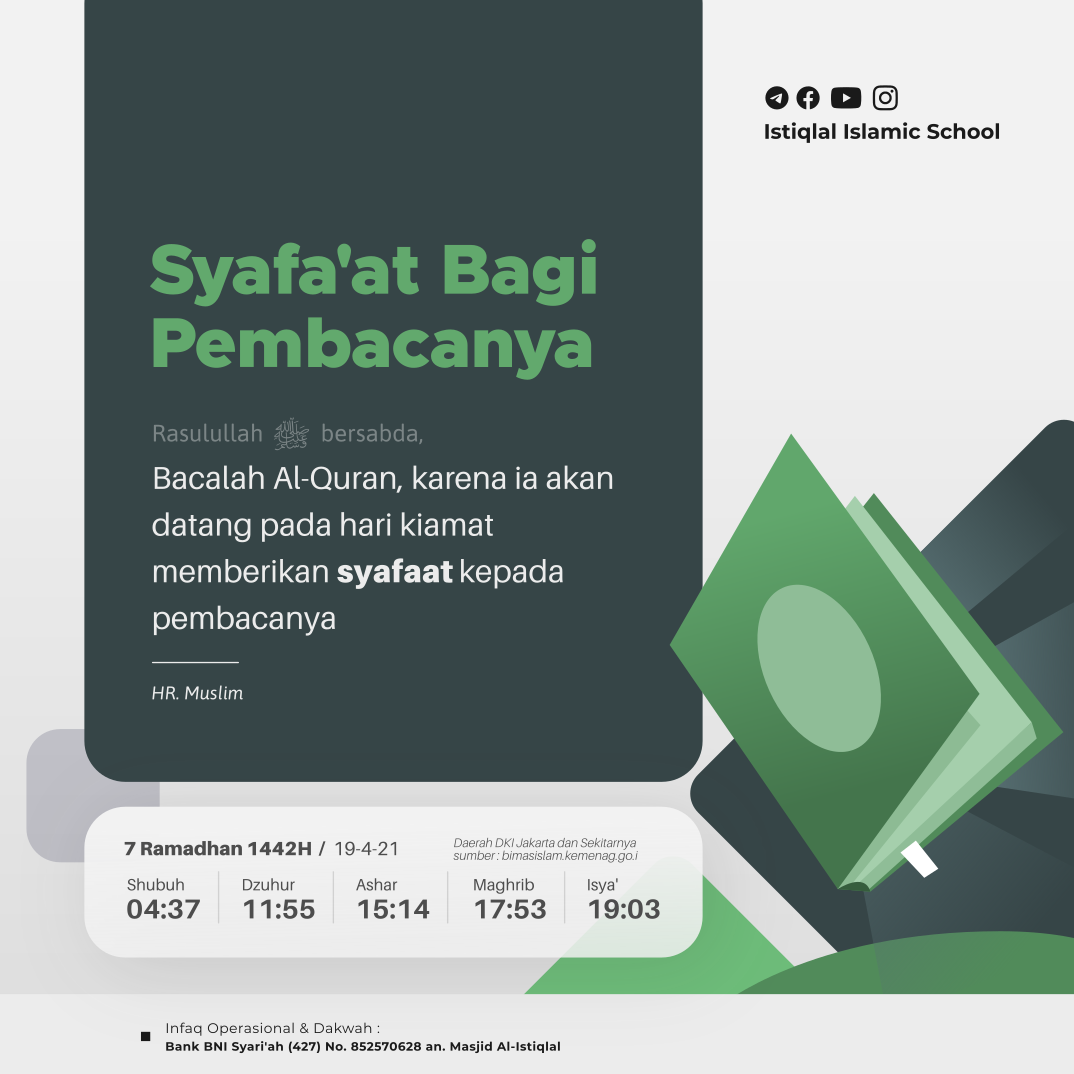 Istiqlal Islamic School
Syafa'at Bagi
Pembacanya
Rasulullah ﷺ bersabda,
Bacalah Al-Quran, karena ia akan
datang pada hari kiamat
memberikan syafaat kepada
pembacanya
HR. Muslim
7 Ramadhan 1442H / 19-4-21
Daerah DKI Jakarta dan Sekitarnya
sumber : bimasislam.kemenag.go.i
Shubuh Dzuhur Ashar Maghrib Isya'
04:37 11:55 15:14 17:53 19:03
Infaq Operasional & Dakwah :
Bank BNI Syari'ah (427) No. 852570628 an. Masjid Al-Istiqlal